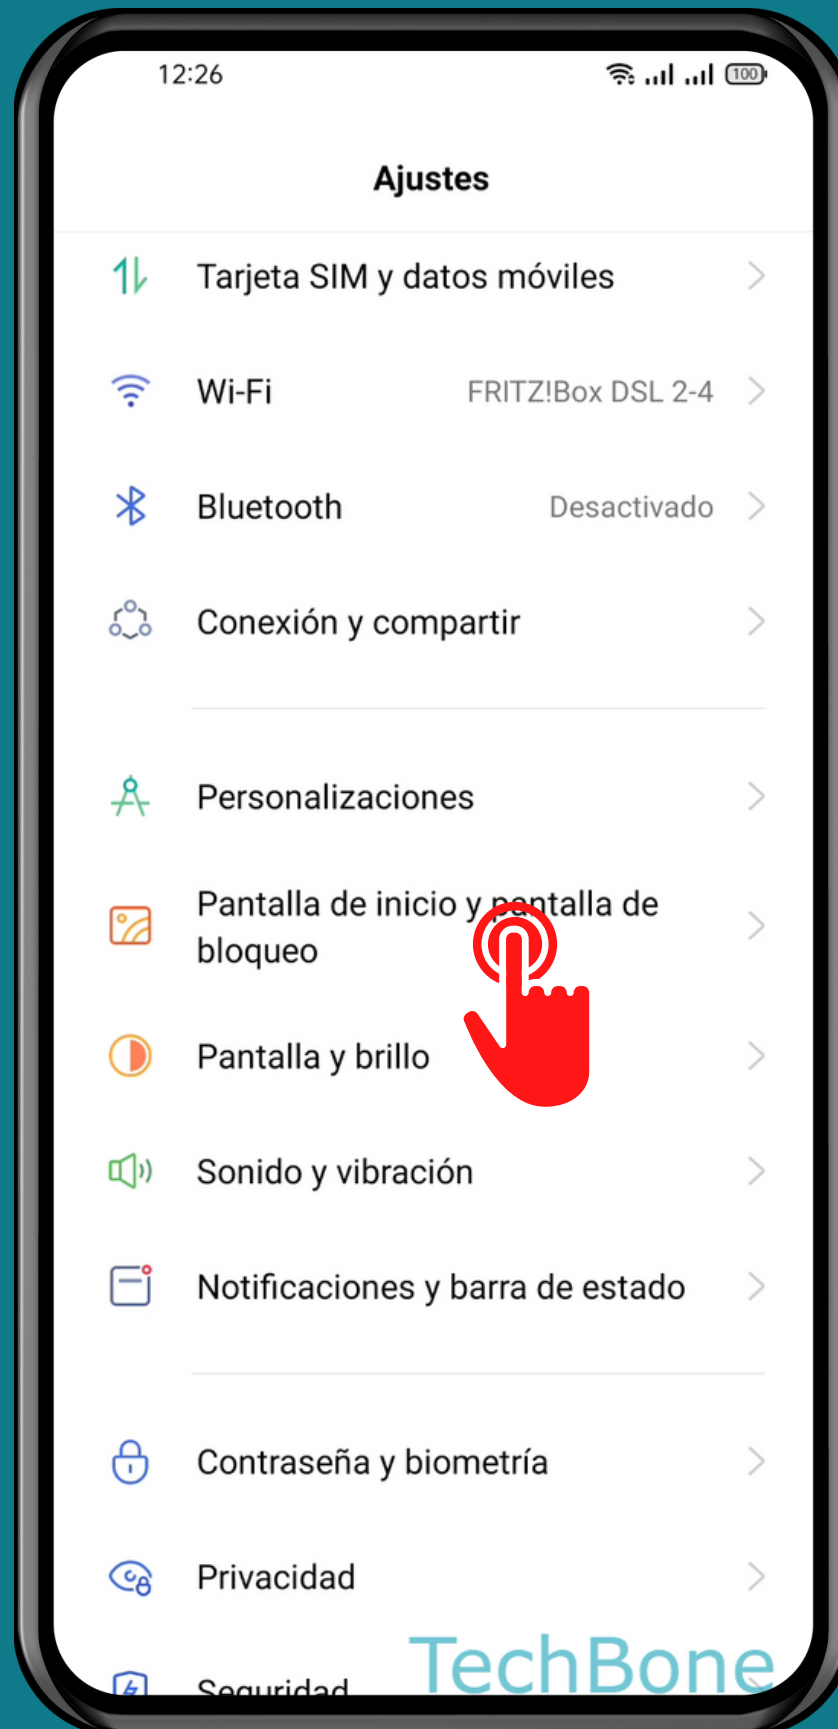 12:26
100
Ajustes
Tarjeta SIM y datos móviles
Wi-Fi
FRITZ!Box DSL 2-4
Bluetooth
Desactivado
Conexión y compartir
Personalizaciones
Pantalla de inicio y pantalla de
bloqueo
Pantalla y brillo
Sonido y vibración
Notificaciones y barra de estado
Contraseña y biometría
Privacidad
Seguridad
TechBone